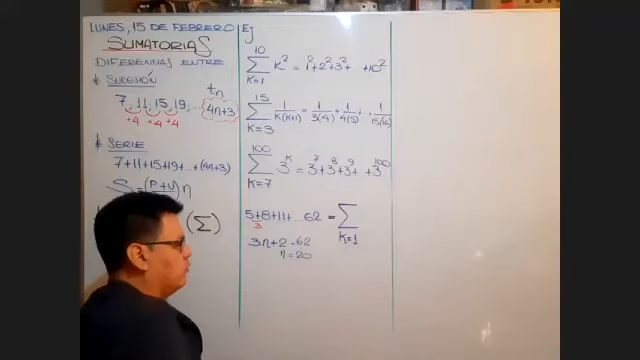 LUNES, 15 DE FEBRERO
SUMATORIAS
DIFERENCIAS ENTRE
* SUCESIÓN
tn
7, 11, 15, 19, ... 4n+3
+4 +4 +4
* SERIE
7+11+15+19+ ... +(4n+3)
S = (P+U) n
(Σ)
Ej
10
Σ K² = 1²+2²+3²+ ... +10²
K=1
15
Σ 1/K(K+1) = 1/3(4) + 1/4(5) + ... 1/15(16)
K=3
100
Σ 3^K = 3^7+3^8+3^9+ ... +3^100
K=7
5+8+11+ ... 62 = Σ
3
K=1
3n+2=62
n=20